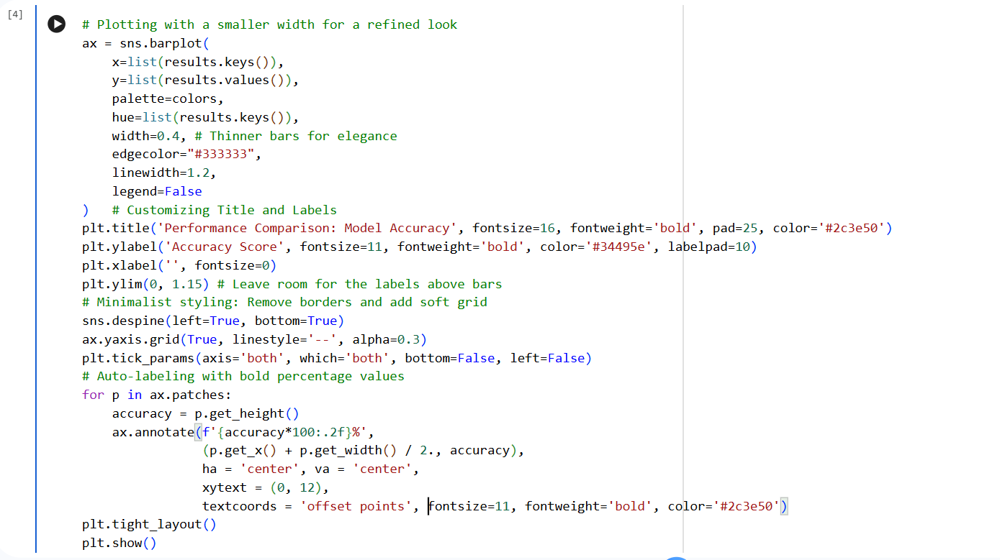 [4]
# Plotting with a smaller width for a refined look
ax = sns.barplot(
    x=list(results.keys()),
    y=list(results.values()),
    palette=colors,
    hue=list(results.keys()),
    width=0.4, # Thinner bars for elegance
    edgecolor="#333333",
    linewidth=1.2,
    legend=False
)   # Customizing Title and Labels
plt.title('Performance Comparison: Model Accuracy', fontsize=16, fontweight='bold', pad=25, color='#2c3e50')
plt.ylabel('Accuracy Score', fontsize=11, fontweight='bold', color='#34495e', labelpad=10)
plt.xlabel('', fontsize=0)
plt.ylim(0, 1.15) # Leave room for the labels above bars
# Minimalist styling: Remove borders and add soft grid
sns.despine(left=True, bottom=True)
ax.yaxis.grid(True, linestyle='--', alpha=0.3)
plt.tick_params(axis='both', which='both', bottom=False, left=False)
# Auto-labeling with bold percentage values
for p in ax.patches:
    accuracy = p.get_height()
    ax.annotate(f'{accuracy*100:.2f}%',
                (p.get_x() + p.get_width() / 2., accuracy),
                ha = 'center', va = 'center',
                xytext = (0, 12),
                textcoords = 'offset points', fontsize=11, fontweight='bold', color='#2c3e50')
plt.tight_layout()
plt.show()